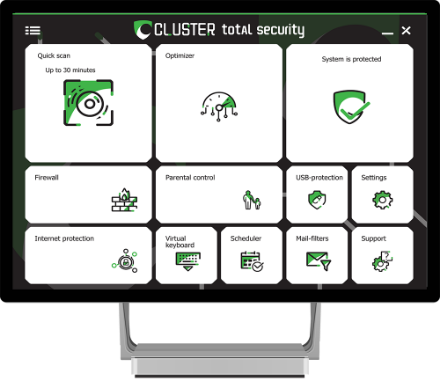 CLUSTER total security
Quick scan
Up to 30 minutes
Optimizer
System is protected
Firewall
Parental control
USB-protection
Settings
Internet protection
Virtual
keyboard
Scheduler
Mail-filters
Support